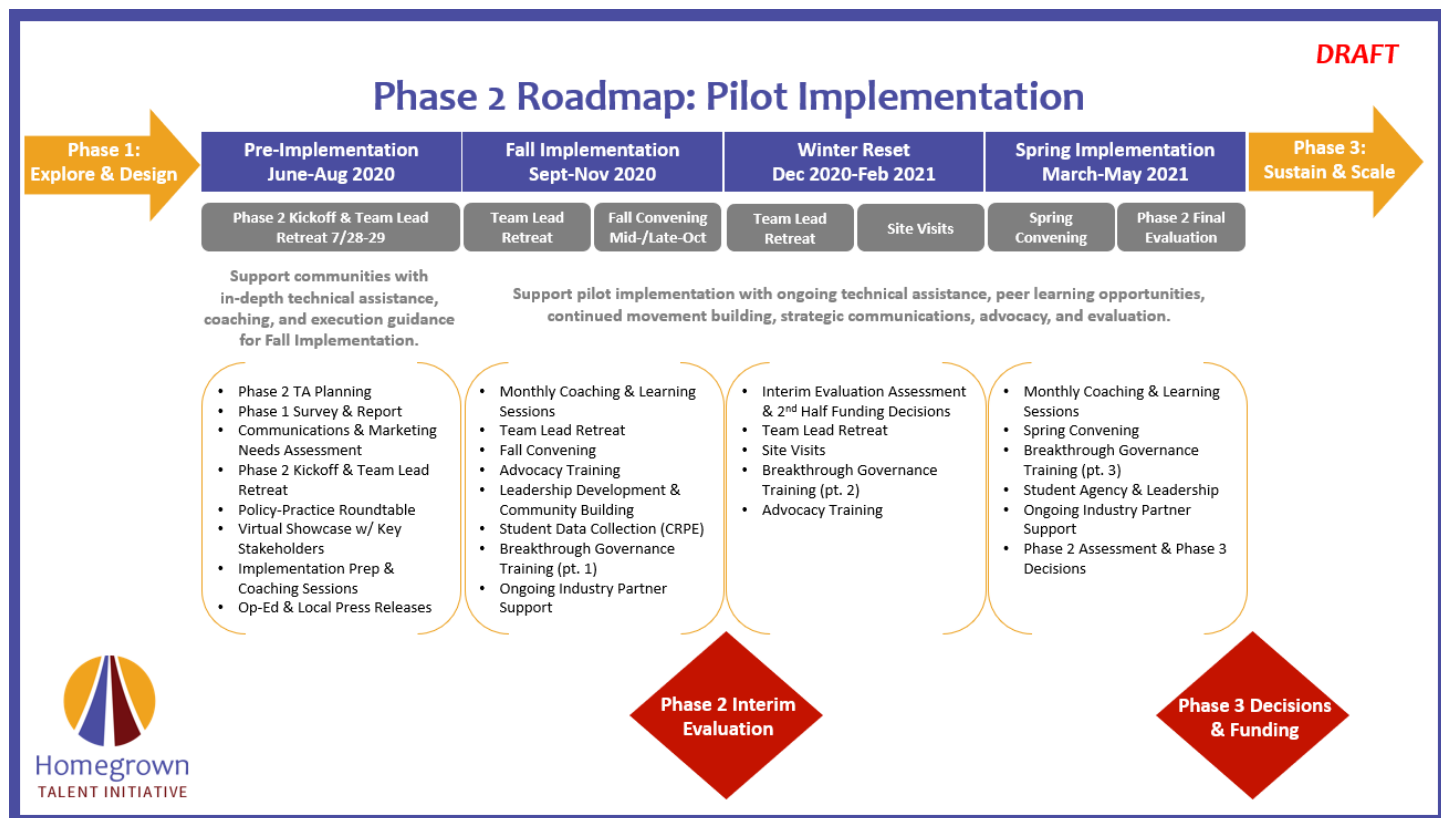 DRAFT
Phase 2 Roadmap: Pilot Implementation
Phase 1:
Explore & Design
Pre-Implementation
June-Aug 2020
Fall Implementation
Sept-Nov 2020
Winter Reset
Dec 2020-Feb 2021
Spring Implementation
March-May 2021
Phase 3:
Sustain & Scale
Phase 2 Kickoff & Team Lead
Retreat 7/28-29
Team Lead
Retreat
Fall Convening
Mid-/Late-Oct
Team Lead
Retreat
Site Visits
Spring
Convening
Phase 2 Final
Evaluation
Support communities with
in-depth technical assistance,
coaching, and execution guidance
for Fall Implementation.
Support pilot implementation with ongoing technical assistance, peer learning opportunities,
continued movement building, strategic communications, advocacy, and evaluation.
• Phase 2 TA Planning
• Phase 1 Survey & Report
• Communications & Marketing
Needs Assessment
• Phase 2 Kickoff & Team Lead
Retreat
• Policy-Practice Roundtable
• Virtual Showcase w/ Key
Stakeholders
• Implementation Prep &
Coaching Sessions
• Op-Ed & Local Press Releases
• Monthly Coaching & Learning
Sessions
• Team Lead Retreat
• Fall Convening
• Advocacy Training
• Leadership Development &
Community Building
• Student Data Collection (CRPE)
• Breakthrough Governance
Training (pt. 1)
• Ongoing Industry Partner
Support
• Interim Evaluation Assessment
& 2nd Half Funding Decisions
• Team Lead Retreat
• Site Visits
• Breakthrough Governance
Training (pt. 2)
• Advocacy Training
• Monthly Coaching & Learning
Sessions
• Spring Convening
• Breakthrough Governance
Training (pt. 3)
• Student Agency & Leadership
• Ongoing Industry Partner
Support
• Phase 2 Assessment & Phase 3
Decisions
Phase 2 Interim
Evaluation
Phase 3 Decisions
& Funding
Homegrown
TALENT INITIATIVE